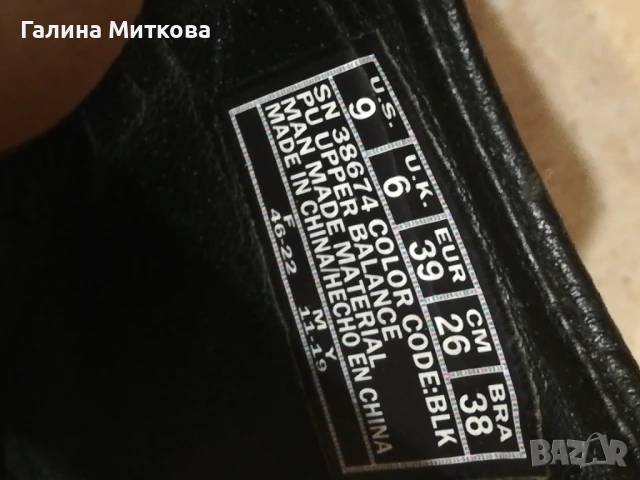 Галина Миткова
U.S. U.K. EUR CM BRA
9 6 39 26 38
SN 38674 COLOR CODE:BLK
PU UPPER BALANCE
MAN MADE MATERIAL
MADE IN CHINA/HECHO EN CHINA
F M Y
46-22 11-19
BAZAR